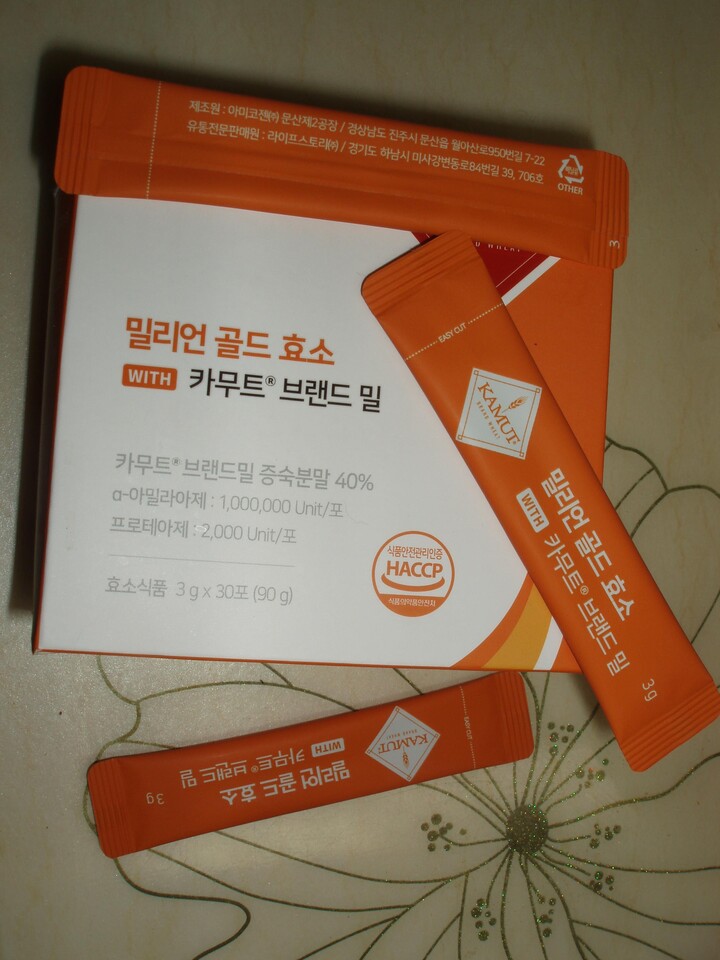 제조원 : 아미코젠㈜ 문산제2공장 / 경상남도 진주시 문산읍 월아산로950번길 7-22
유통전문판매원 : 라이프스토리㈜ / 경기도 하남시 미사강변동로84번길 39, 706호
OTHER
3
WHEAT
밀리언 골드 효소
WITH 카무트® 브랜드 밀
카무트® 브랜드밀 증숙분말 40%
α-아밀라아제 : 1,000,000 Unit/포
프로테아제 : 2,000 Unit/포
효소식품 3 g x 30포 (90 g)
식품안전관리인증
HACCP
식품의약품안전처
EASY CUT
KAMUT
BRAND WHEAT
밀리언 골드 효소
WITH 카무트® 브랜드 밀
3g
EASY CUT
KAMUT
BRAND WHEAT
밀리언 골드 효소
WITH 카무트® 브랜드 밀
3g